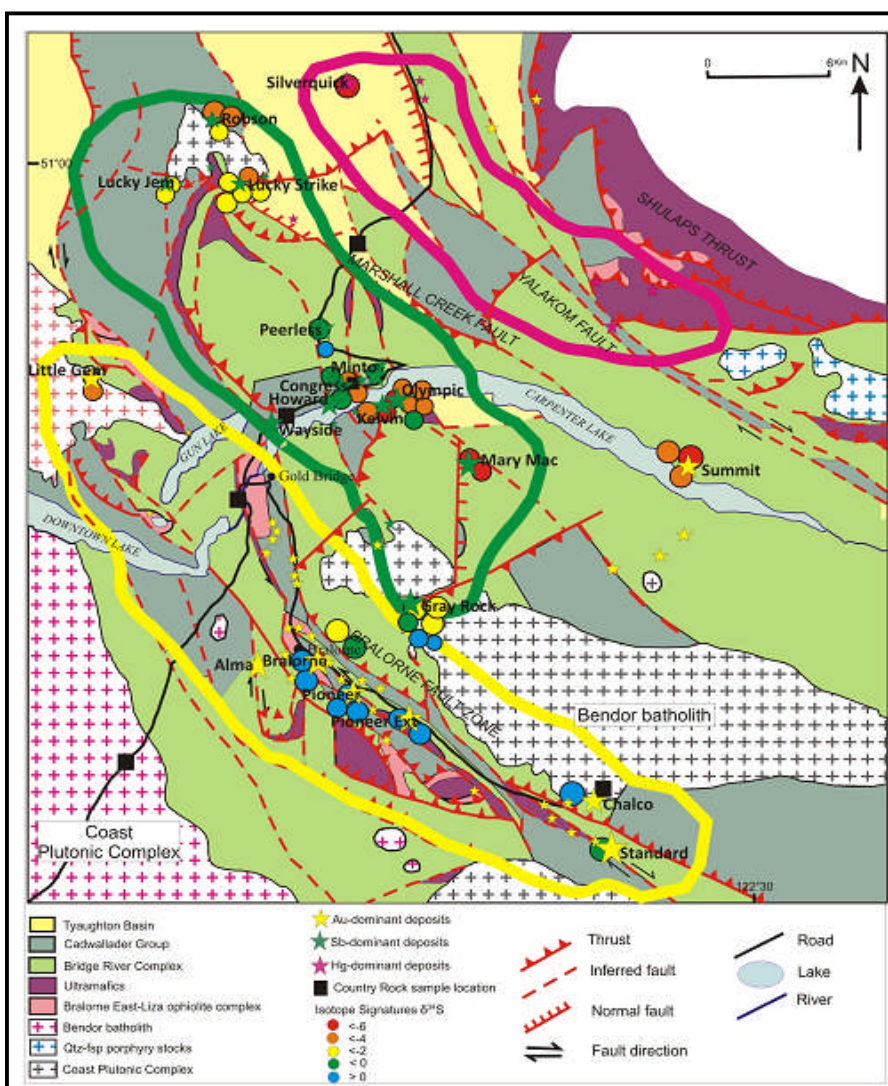 0 6Km
N
Silverquick
Robson
51°00'
Lucky Jem
Lucky Strike
SHULAPS THRUST
MARSHALL CREEK FAULT
YALAKOM FAULT
Peerless
Little Gem
Minto
Congress
Olympic
Howard
Kelvin
CARPENTER LAKE
Wayside
GUN LAKE
Mary Mac
Summit
Gold Bridge
DOWNTOWN LAKE
Gray Rock
BRALORNE FAULT ZONE
Alma
Bralorne
Bralorne
Pioneer
Pioneer Ext
Bendor batholith
Chalco
Coast
Plutonic Complex
Standard
122°30
Tyaughton Basin
Cadwallader Group
Bridge River Complex
Ultramafics
Bralorne East-Liza ophiolite complex
Bendor batholith
Qtz-fsp porphyry stocks
Coast Plutonic Complex
Au-dominant deposits
Sb-dominant deposits
Hg-dominant deposits
Country Rock sample location
Isotope Signatures δ³⁴S
<-6
<-4
<-2
< 0
> 0
Thrust
Inferred fault
Normal fault
Fault direction
Road
Lake
River